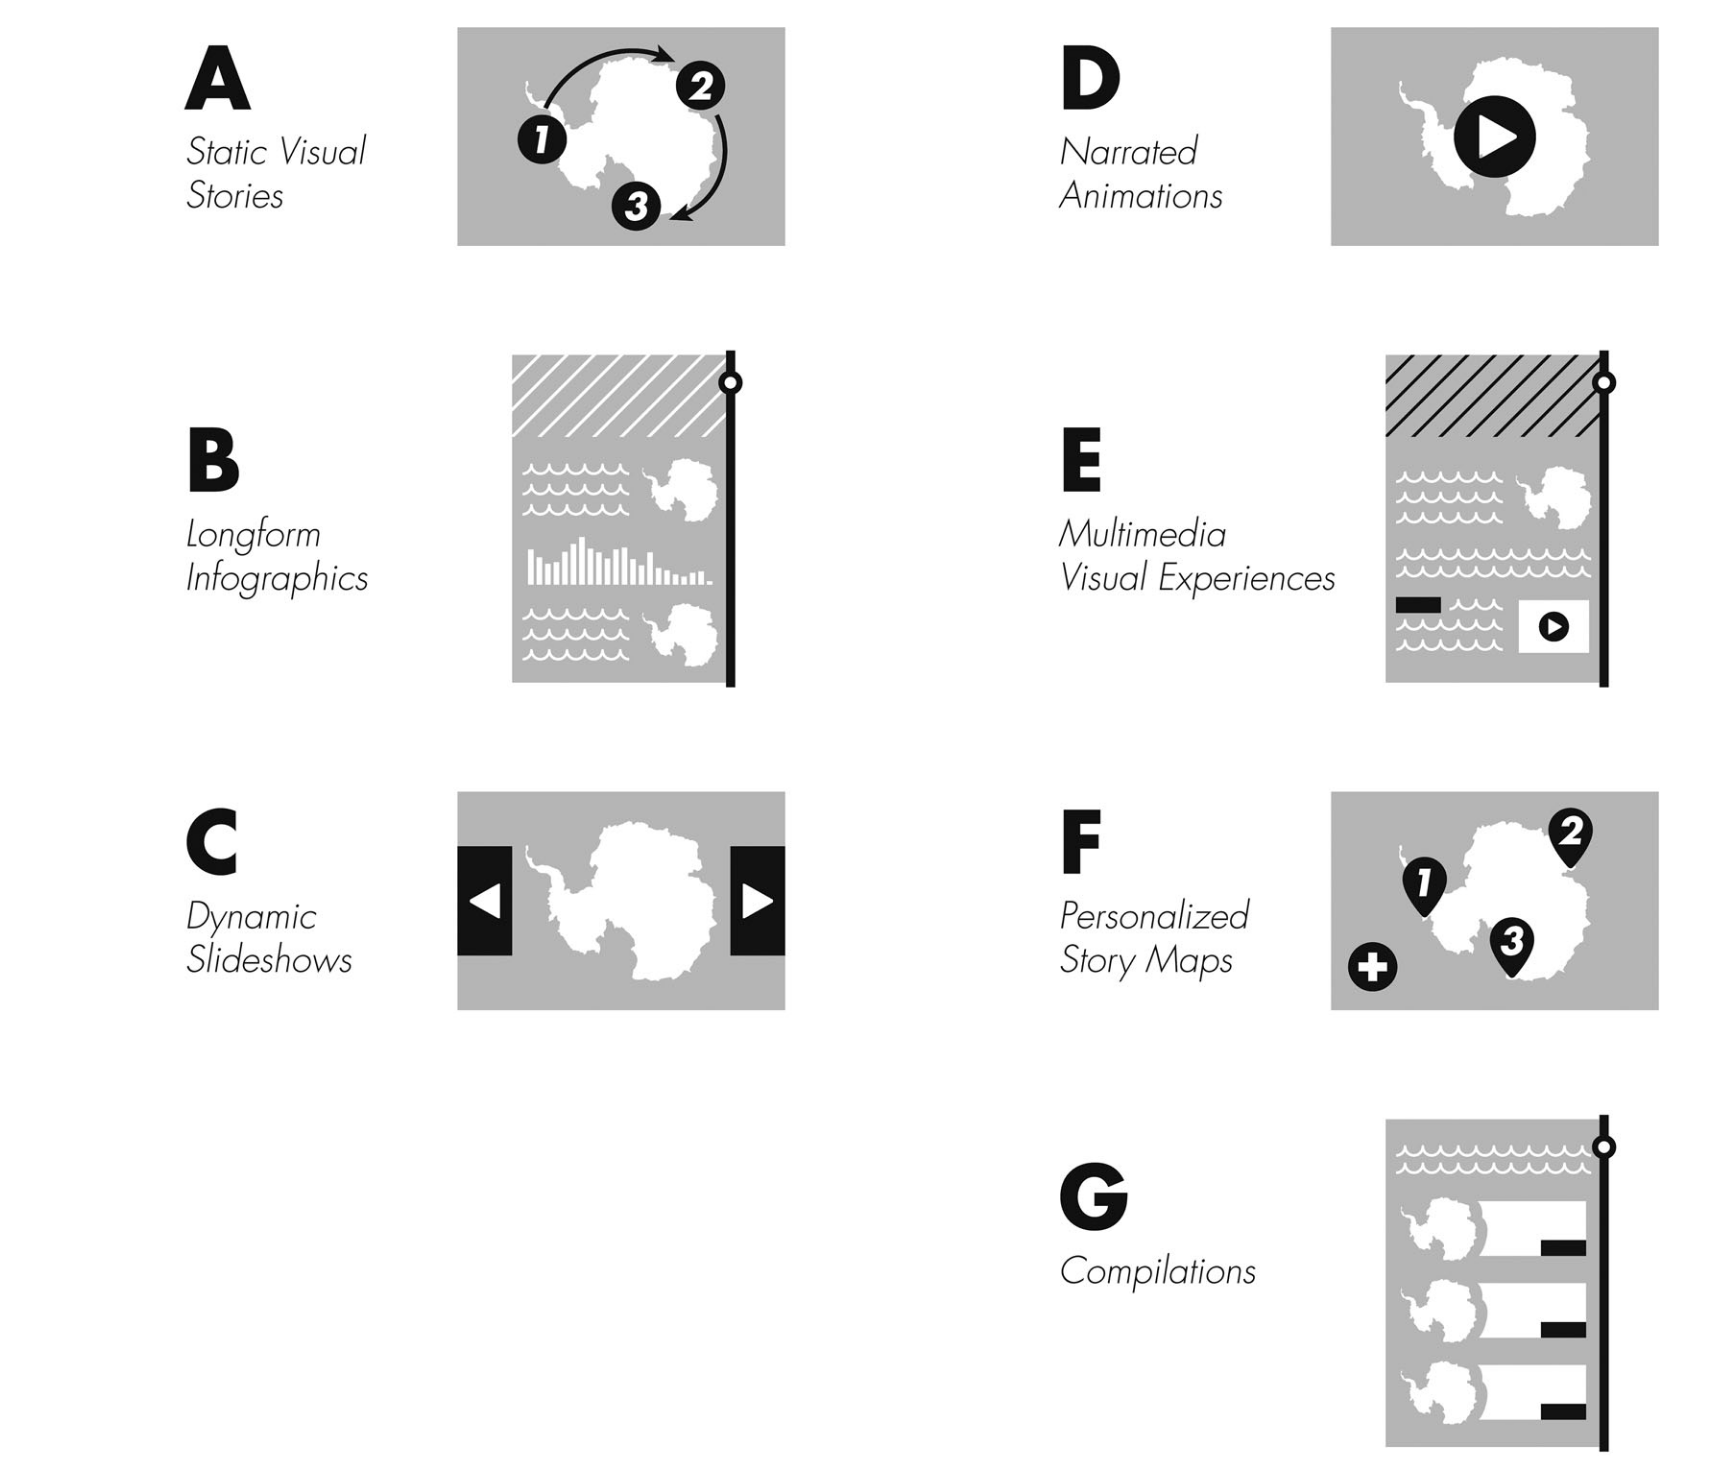 A
Static Visual
Stories
1
2
3
B
Longform
Infographics
C
Dynamic
Slideshows
D
Narrated
Animations
E
Multimedia
Visual Experiences
F
Personalized
Story Maps
1
2
3
G
Compilations